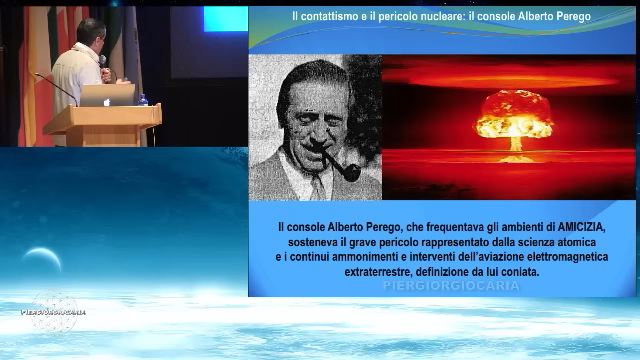 Il contattismo e il pericolo nucleare: il console Alberto Perego
Il console Alberto Perego, che frequentava gli ambienti di AMICIZIA,
sosteneva il grave pericolo rappresentato dalla scienza atomica
e i continui ammonimenti e interventi dell'aviazione elettromagnetica
extraterrestre, definizione da lui coniata.
PIERGIORGIOCARIA
PIERGIORGIOCARIA